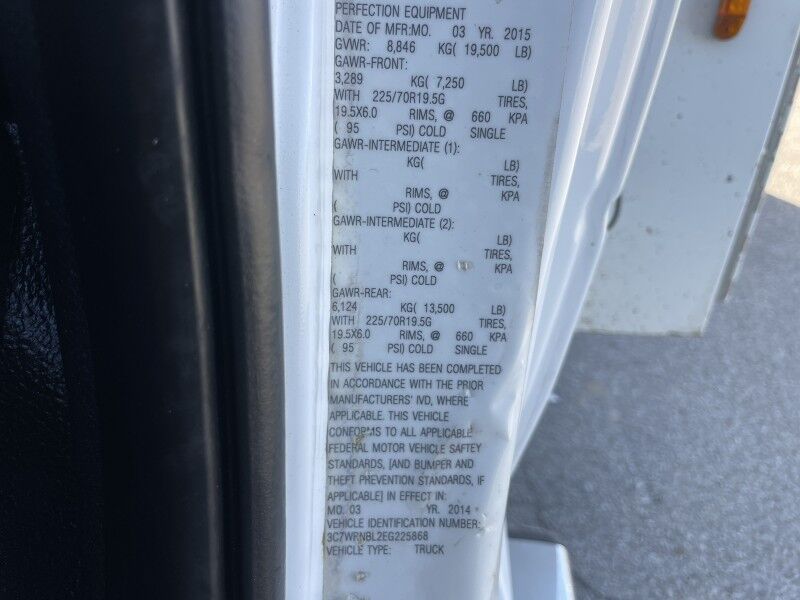 PERFECTION EQUIPMENT
DATE OF MFR:MO. 03 YR. 2015
GVWR: 8,846 KG( 19,500 LB)
GAWR-FRONT:
3,289 KG( 7,250 LB)
WITH 225/70R19.5G TIRES,
19.5X6.0 RIMS, @ 660 KPA
( 95 PSI) COLD SINGLE
GAWR-INTERMEDIATE (1):
KG( LB)
WITH TIRES,
RIMS, @ KPA
( PSI) COLD
GAWR-INTERMEDIATE (2):
KG( LB)
WITH TIRES,
RIMS, @ KPA
( PSI) COLD
GAWR-REAR:
6,124 KG( 13,500 LB)
WITH 225/70R19.5G TIRES,
19.5X6.0 RIMS, @ 660 KPA
( 95 PSI) COLD SINGLE
THIS VEHICLE HAS BEEN COMPLETED
IN ACCORDANCE WITH THE PRIOR
MANUFACTURERS' IVD, WHERE
APPLICABLE. THIS VEHICLE
CONFORMS TO ALL APPLICABLE
FEDERAL MOTOR VEHICLE SAFTEY
STANDARDS, [AND BUMPER AND
THEFT PREVENTION STANDARDS, IF
APPLICABLE] IN EFFECT IN:
MO. 03 YR. 2014
VEHICLE IDENTIFICATION NUMBER:
3C7WRNBL2EG225868
VEHICLE TYPE: TRUCK